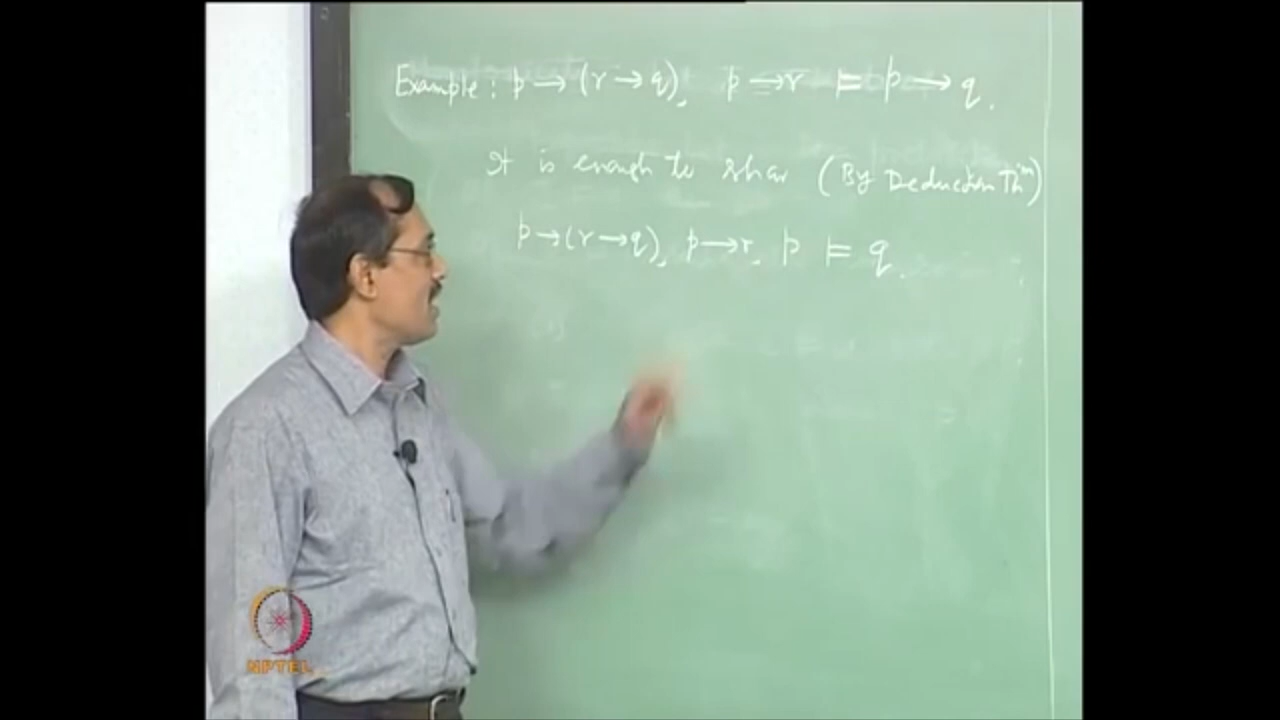 Example: p → (r → q), p → r ⊨ p → q.
It is enough to show (By Deduction Thm)
p → (r → q), p → r, p ⊨ q.
NPTEL